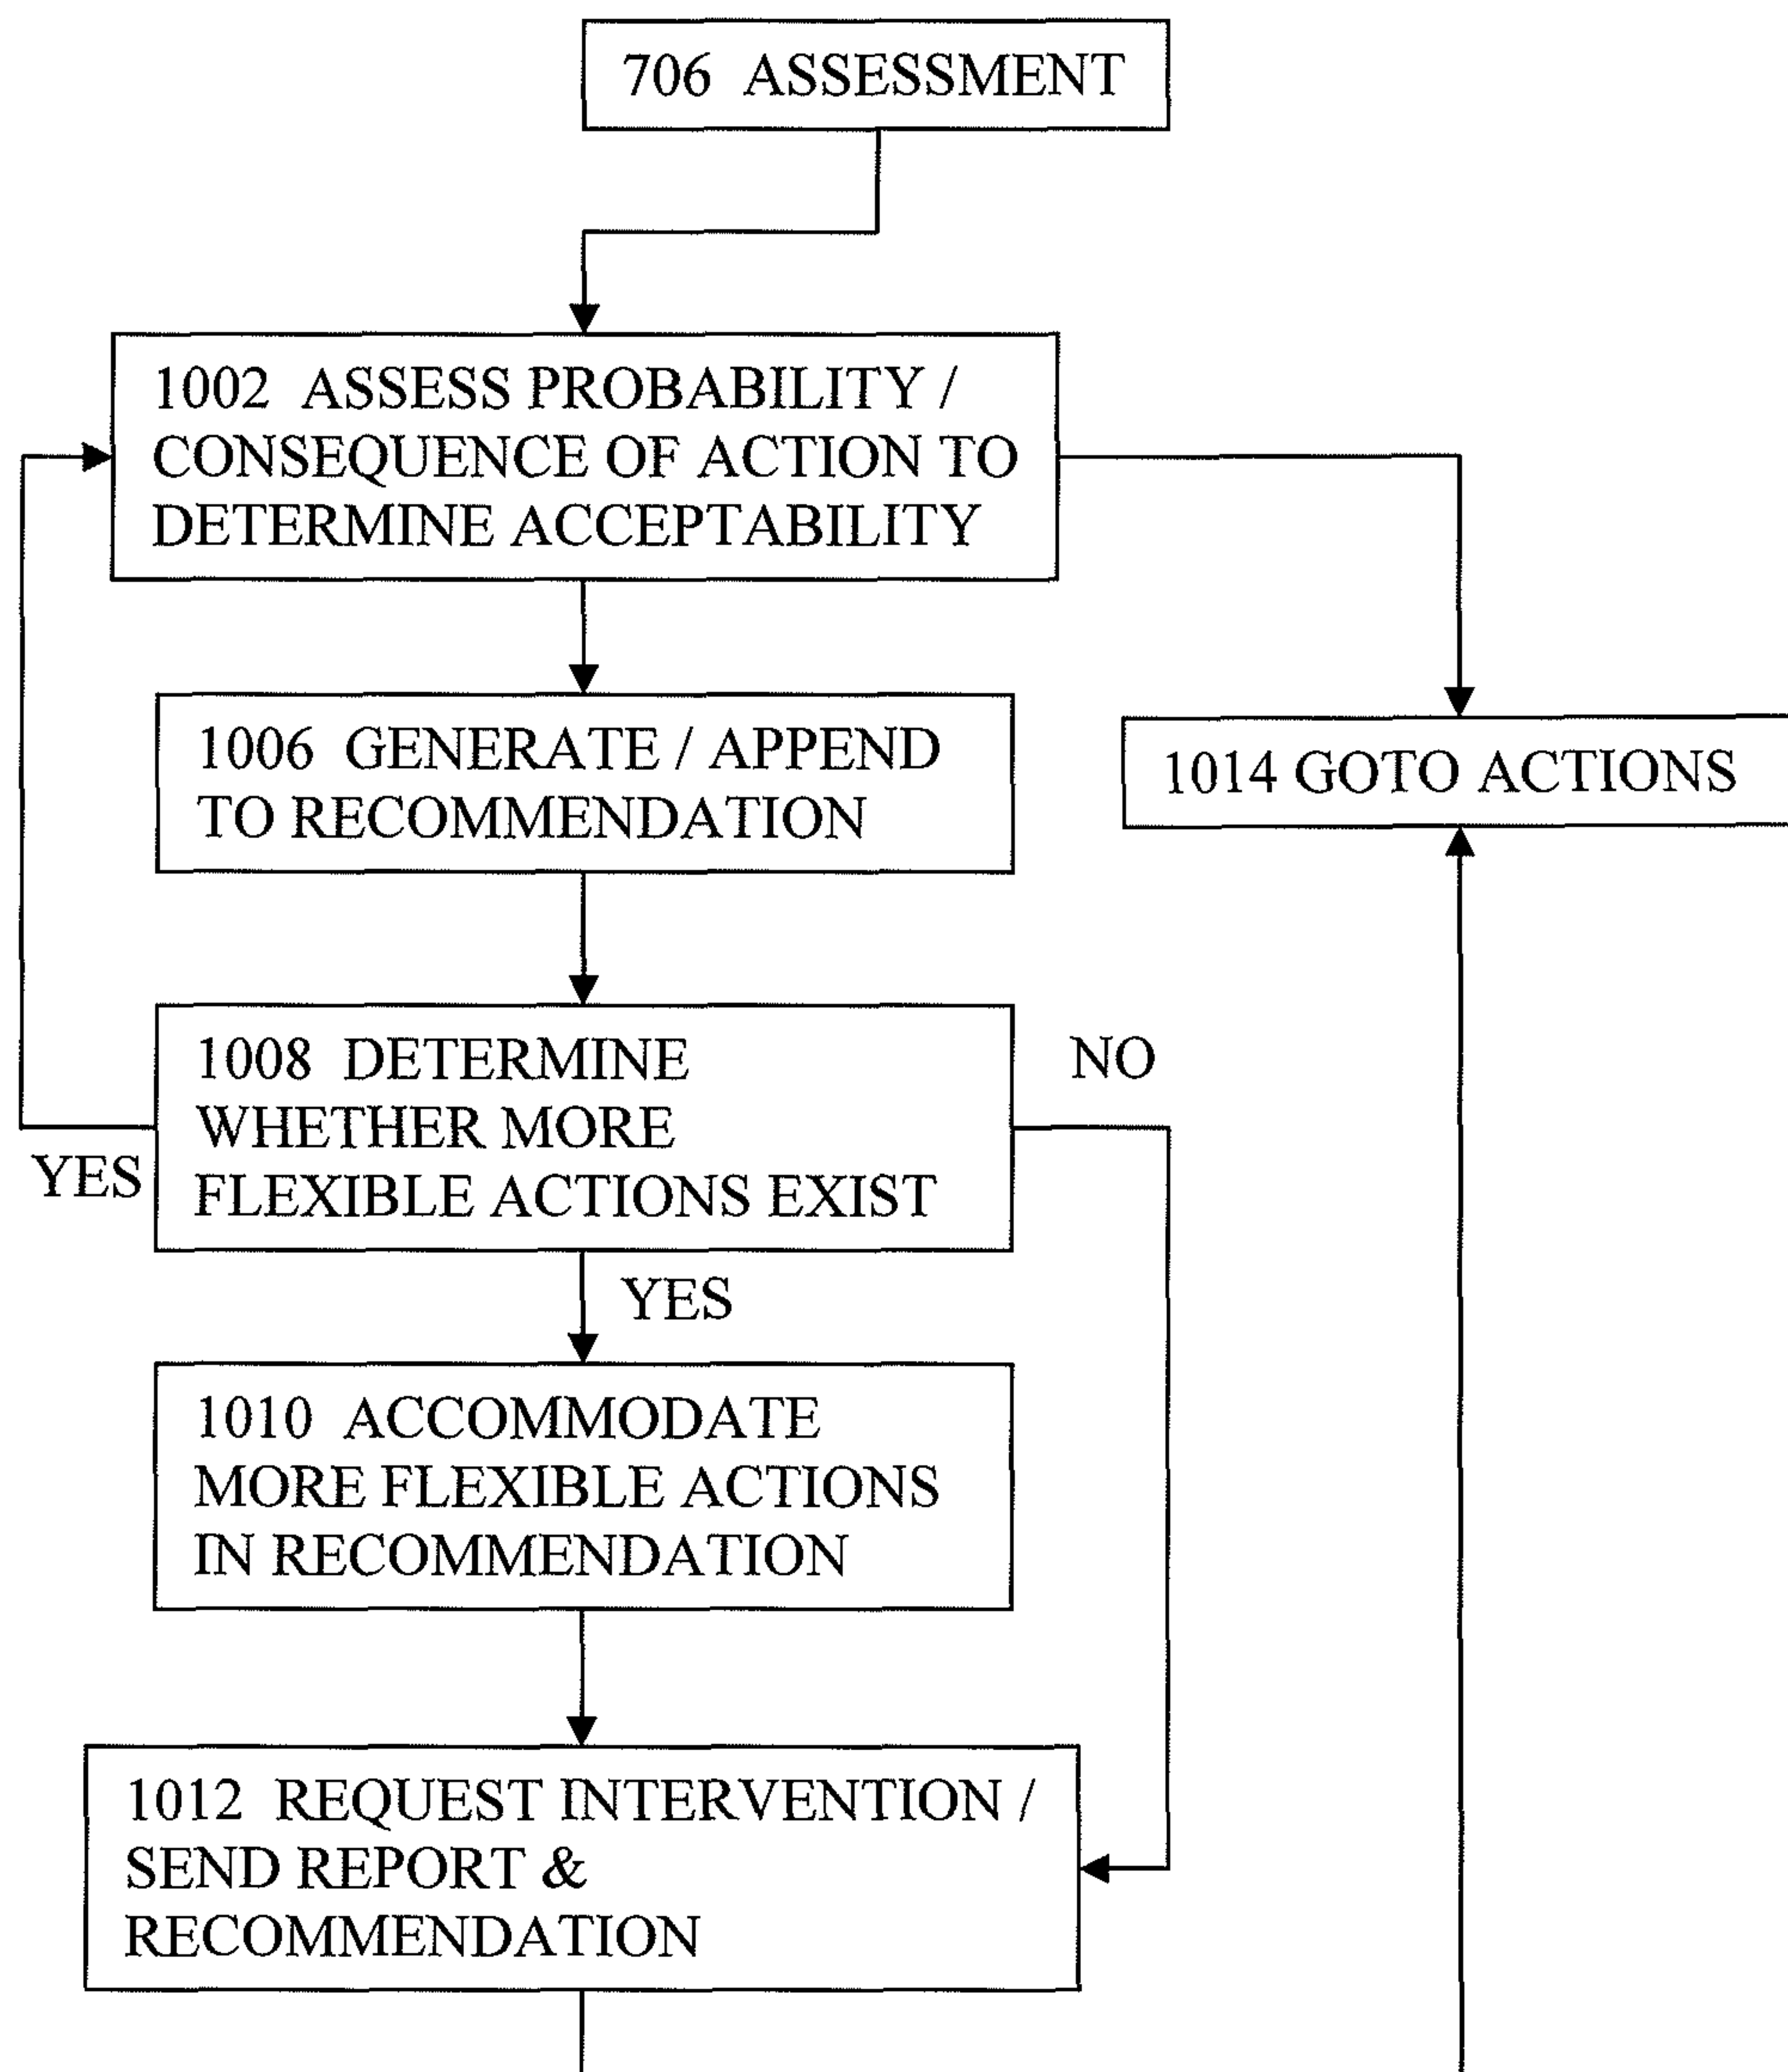 706 ASSESSMENT
1002 ASSESS PROBABILITY /
CONSEQUENCE OF ACTION TO
DETERMINE ACCEPTABILITY
1006 GENERATE / APPEND
TO RECOMMENDATION
1014 GOTO ACTIONS
1008 DETERMINE
WHETHER MORE
FLEXIBLE ACTIONS EXIST
NO
YES
YES
1010 ACCOMMODATE
MORE FLEXIBLE ACTIONS
IN RECOMMENDATION
1012 REQUEST INTERVENTION /
SEND REPORT &
RECOMMENDATION